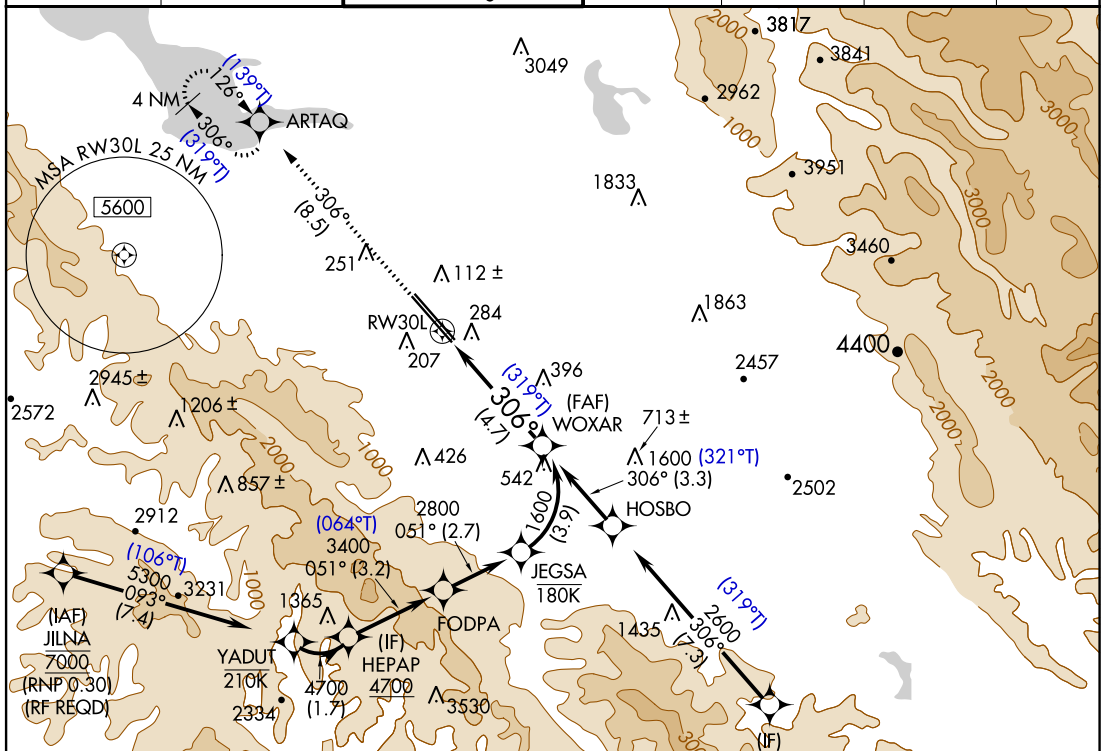 2000
3817
3049
3841
(139°T)
126°
4 NM
2962
3000
306°
(319°T)
ARTAQ
1000
MSA RW30L 25 NM
3951
1833
5600
3000
306°
(8.5)
3460
251
112 ±
1863
RW30L
284
207
4400
2457
(319°T)
396
2945 ±
2572
1206 ±
306°
(4.7)
(FAF)
WOXAR
713 ±
2000
2000
2000
1000
426
542
1600 (321°T)
306° (3.3)
857 ±
2502
2912
2800
051° (2.7)
1600
(3.9)
HOSBO
(064°T)
3400
051° (3.2)
(106°T)
5300
093°
(7.4)
3231
1000
JEGSA
180K
(319°T)
2600
306°
(7.3)
1365
FODPA
1435
(IAF)
JILNA
7000
(RNP 0.30)
(RF REQD)
YADUT
210K
(IF)
HEPAP
4700
4700
(1.7)
2334
3530
(IF)